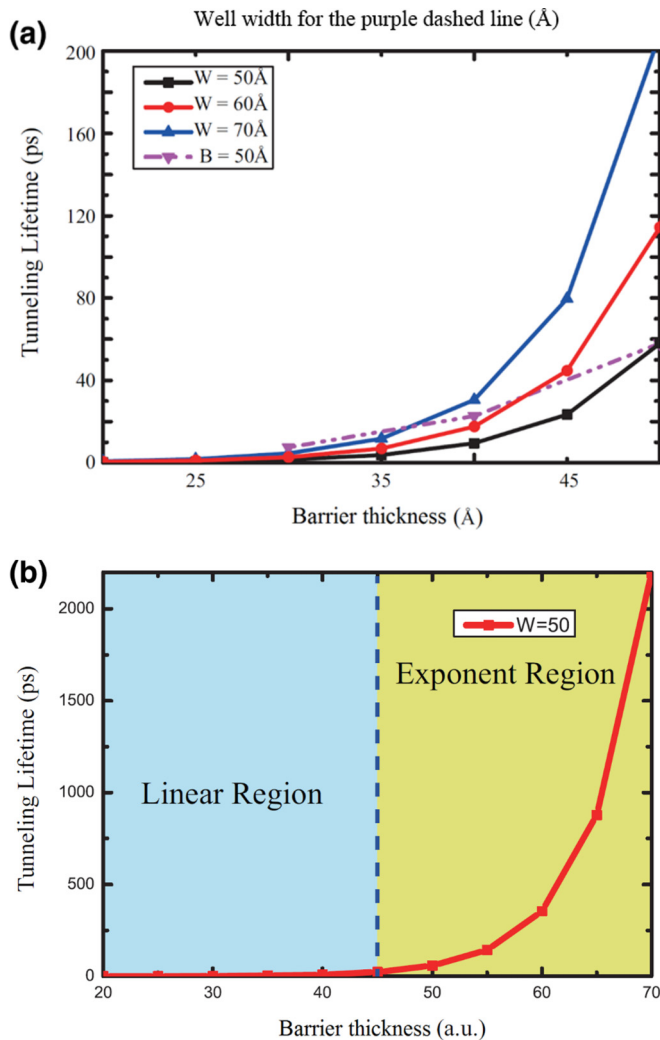 (a)
Well width for the purple dashed line (Å)
200
160
120
80
40
0
Tunneling Lifetime (ps)
W = 50Å
W = 60Å
W = 70Å
B = 50Å
25 35 45
Barrier thickness (Å)
(b)
2000
1500
1000
500
0
Tunneling Lifetime (ps)
W=50
Exponent Region
Linear Region
20 30 40 50 60 70
Barrier thickness (a.u.)